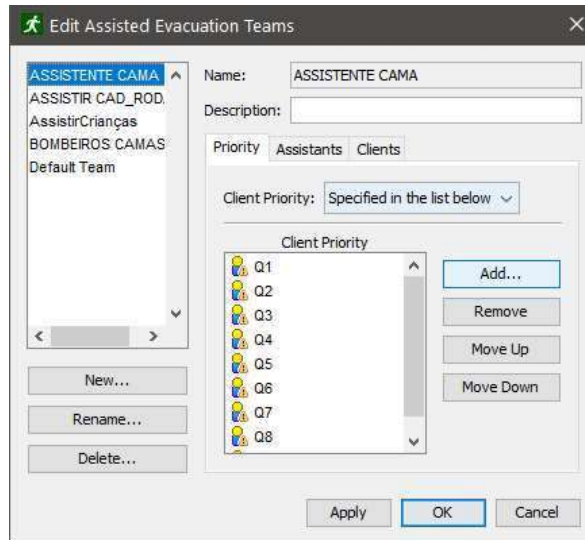 Edit Assisted Evacuation Teams
ASSISTENTE CAMA
ASSISTIR CAD_ROD
AssistirCrianças
BOMBEIROS CAMAS
Default Team
New...
Rename...
Delete...
Name: ASSISTENTE CAMA
Description:
Priority Assistants Clients
Client Priority: Specified in the list below
Client Priority
Q1
Q2
Q3
Q4
Q5
Q6
Q7
Q8
Add...
Remove
Move Up
Move Down
Apply OK Cancel